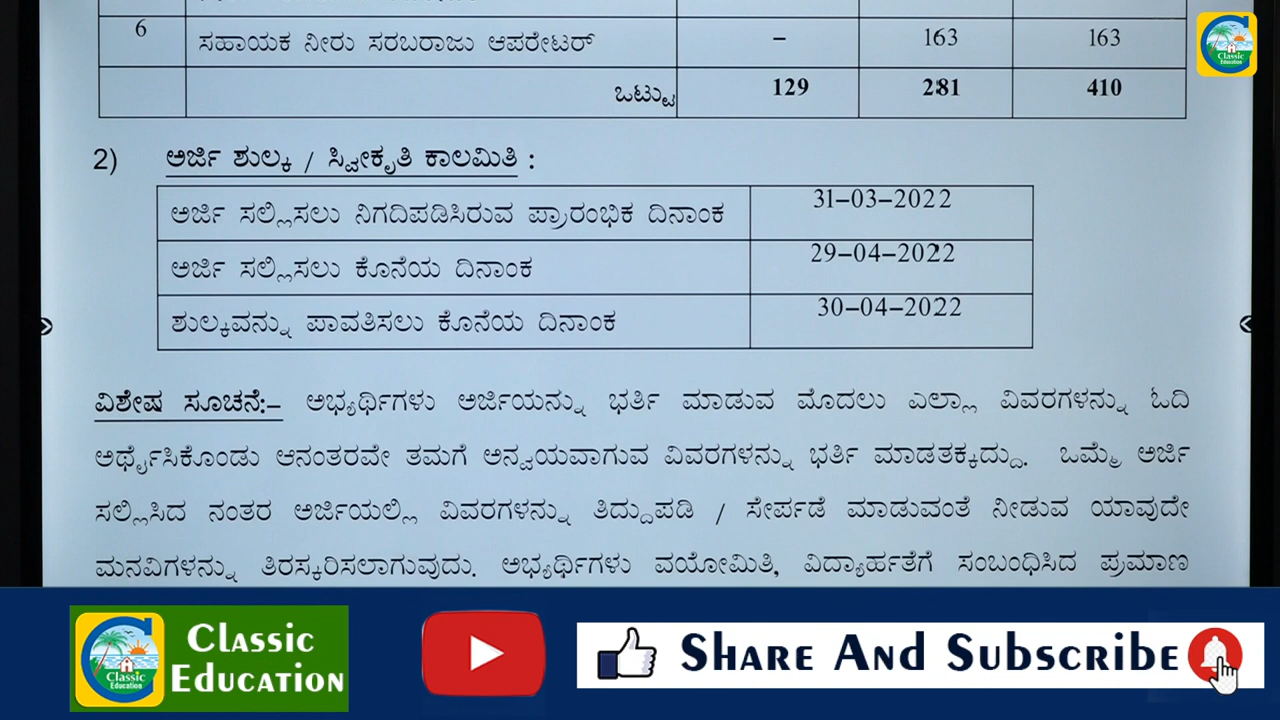 6 ಸಹಾಯಕ ನೀರು ಸರಬರಾಜು ಆಪರೇಟರ್ – 163 163
ಒಟ್ಟು 129 281 410
2) ಅರ್ಜಿ ಶುಲ್ಕ / ಸ್ವೀಕೃತಿ ಕಾಲಮಿತಿ :
ಅರ್ಜಿ ಸಲ್ಲಿಸಲು ನಿಗದಿಪಡಿಸಿರುವ ಪ್ರಾರಂಭಿಕ ದಿನಾಂಕ 31–03–2022
ಅರ್ಜಿ ಸಲ್ಲಿಸಲು ಕೊನೆಯ ದಿನಾಂಕ 29–04–2022
ಶುಲ್ಕವನ್ನು ಪಾವತಿಸಲು ಕೊನೆಯ ದಿನಾಂಕ 30–04–2022
ವಿಶೇಷ ಸೂಚನೆ:– ಅಭ್ಯರ್ಥಿಗಳು ಅರ್ಜಿಯನ್ನು ಭರ್ತಿ ಮಾಡುವ ಮೊದಲು ಎಲ್ಲಾ ವಿವರಗಳನ್ನು ಓದಿ
ಅರ್ಥೈಸಿಕೊಂಡು ಆನಂತರವೇ ತಮಗೆ ಅನ್ವಯವಾಗುವ ವಿವರಗಳನ್ನು ಭರ್ತಿ ಮಾಡತಕ್ಕದ್ದು. ಒಮ್ಮೆ ಅರ್ಜಿ
ಸಲ್ಲಿಸಿದ ನಂತರ ಅರ್ಜಿಯಲ್ಲಿ ವಿವರಗಳನ್ನು ತಿದ್ದುಪಡಿ / ಸೇರ್ಪಡೆ ಮಾಡುವಂತೆ ನೀಡುವ ಯಾವುದೇ
ಮನವಿಗಳನ್ನು ತಿರಸ್ಕರಿಸಲಾಗುವುದು. ಅಭ್ಯರ್ಥಿಗಳು ವಯೋಮಿತಿ, ವಿದ್ಯಾರ್ಹತೆಗೆ ಸಂಬಂಧಿಸಿದ ಪ್ರಮಾಣ
Classic Education
Classic Education
Classic
Education
Share And Subscribe